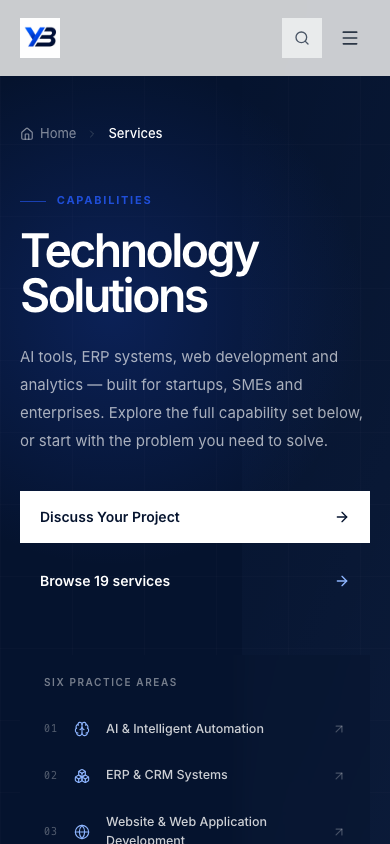 YB
Home
Services
CAPABILITIES
Technology
Solutions
AI tools, ERP systems, web development and
analytics — built for startups, SMEs and
enterprises. Explore the full capability set below,
or start with the problem you need to solve.
Discuss Your Project
Browse 19 services
SIX PRACTICE AREAS
01 AI & Intelligent Automation
02 ERP & CRM Systems
03 Website & Web Application
Development